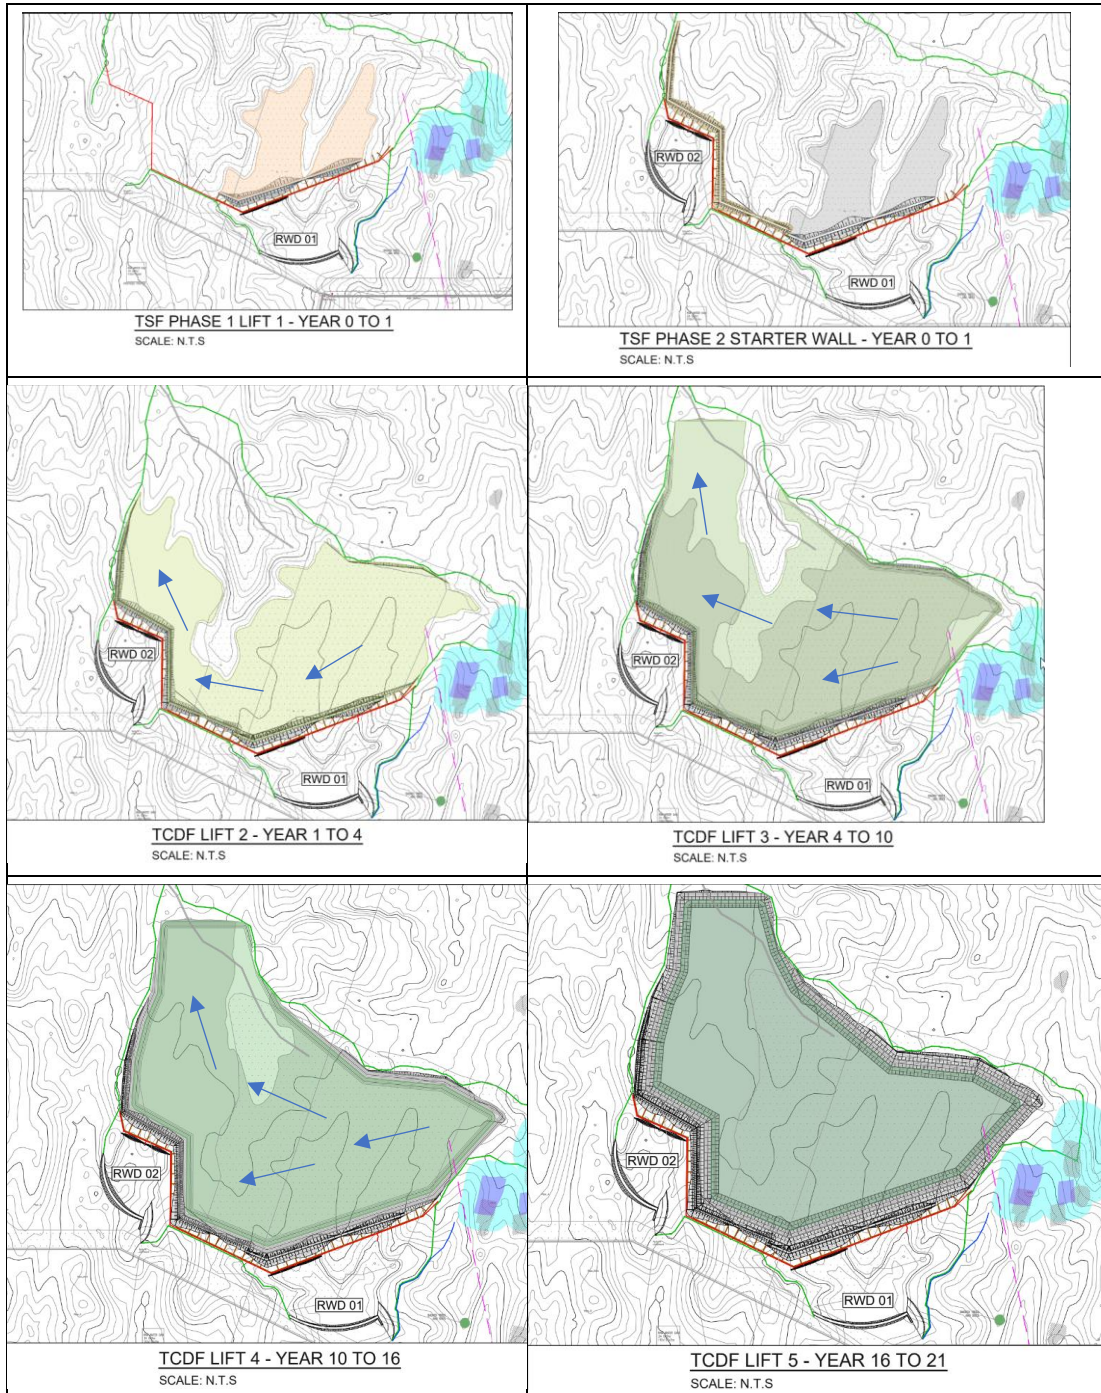 RWD 01
TSF PHASE 1 LIFT 1 - YEAR 0 TO 1
SCALE: N.T.S
RWD 02
RWD 01
TSF PHASE 2 STARTER WALL - YEAR 0 TO 1
SCALE: N.T.S
RWD 02
RWD 01
TCDF LIFT 2 - YEAR 1 TO 4
SCALE: N.T.S
RWD 02
RWD 01
TCDF LIFT 3 - YEAR 4 TO 10
SCALE: N.T.S
RWD 02
RWD 01
TCDF LIFT 4 - YEAR 10 TO 16
SCALE: N.T.S
RWD 02
RWD 01
TCDF LIFT 5 - YEAR 16 TO 21
SCALE: N.T.S